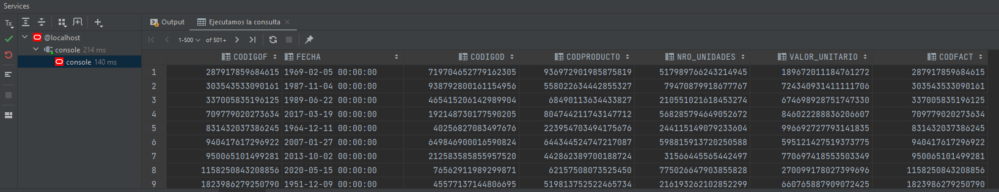 Services
Tx
Output
Ejecutamos la consulta
@localhost
console 214 ms
console 140 ms
1-500 of 501+
CODIGOF FECHA CODIGOD CODPRODUCTO NRO_UNIDADES VALOR_UNITARIO CODFACT
1 287917859684615 1969-02-05 00:00:00 719704652779162305 936972901985875819 517989766243214945 189672011184761272 287917859684615
2 303543533090161 1987-11-04 00:00:00 938792800161154956 558022634442855327 79470879918677767 724340931411111706 303543533090161
3 337005835196125 1989-06-22 00:00:00 465415206142989904 68490113634433827 210551021618453274 674698928751747330 337005835196125
4 709779020273634 2017-03-19 00:00:00 192148730177590205 804744211743147712 568285794649052672 846022288836206607 709779020273634
5 831432037386245 1964-12-11 00:00:00 40256827083497676 223954703494175676 244115149079233604 996692727793141835 831432037386245
6 940417617296922 2007-01-27 00:00:00 649846900016590824 644344524747217087 598815913720250588 595121427519373775 940417617296922
7 950065101499281 2013-10-02 00:00:00 212583585855957520 442862389700188724 31566445565442497 770697418553503349 950065101499281
8 1158250843208856 2020-05-15 00:00:00 76562911989299871 62157508073525450 775026647903855828 270099178027399696 1158250843208856
9 1823986279250790 1951-12-09 00:00:00 45577137144806695 519813752522465734 216193262102852299 660765887909072425 1823986279250790